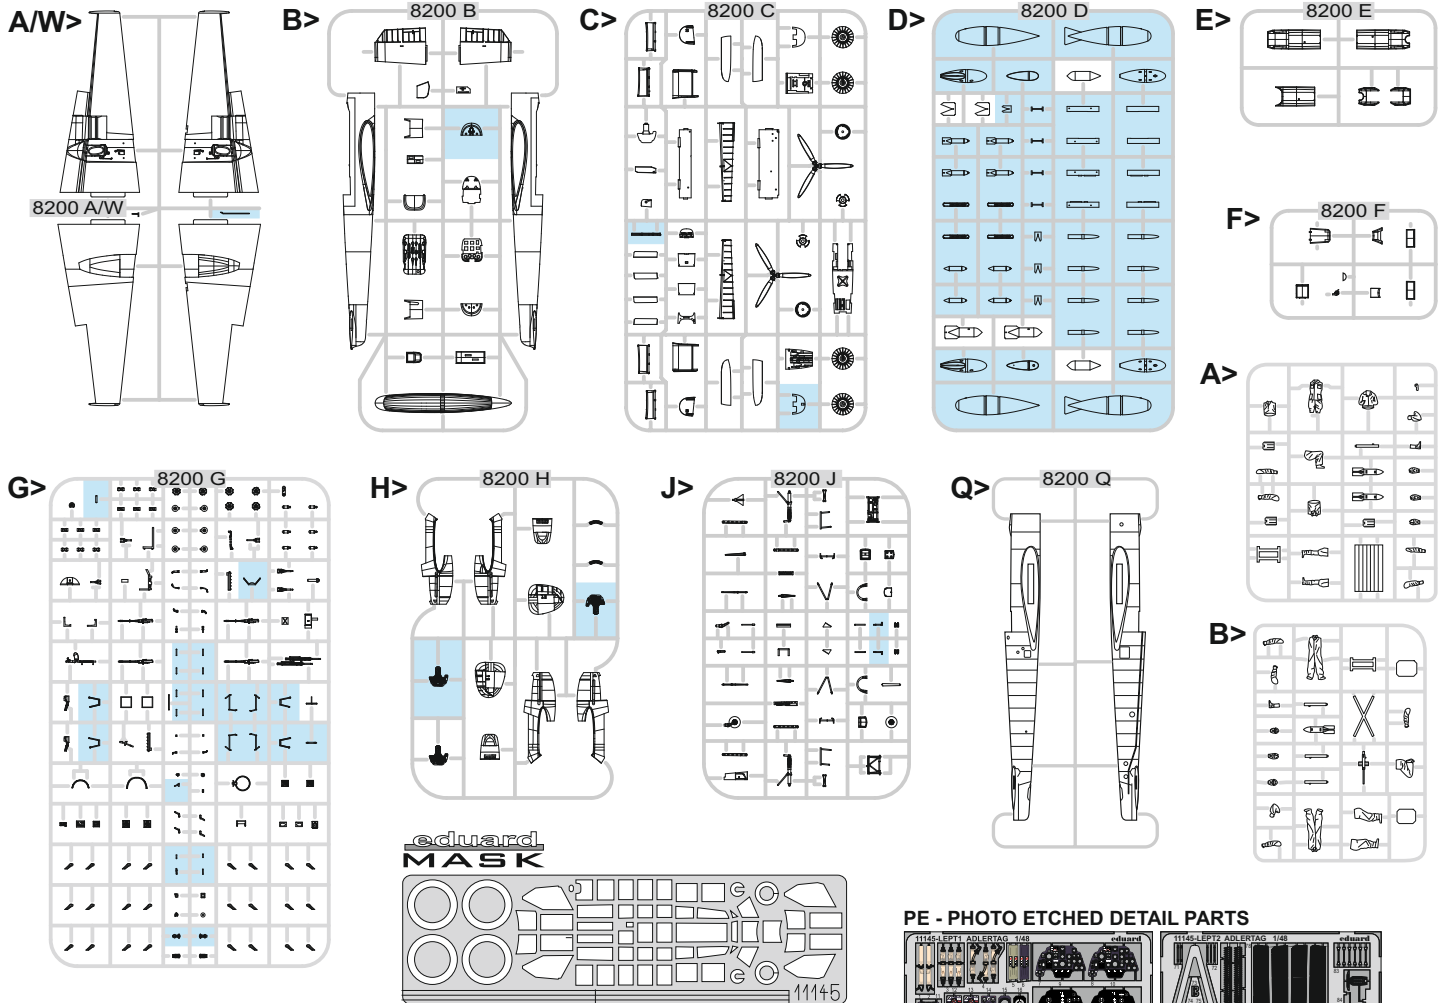 A/W>
8200 A/W
B>
8200 B
C>
8200 C
D>
8200 D
E>
8200 E
F>
8200 F
A>
G>
8200 G
H>
8200 H
J>
8200 J
Q>
8200 Q
B>
eduard
MASK
11145
PE - PHOTO ETCHED DETAIL PARTS
11145-LEPT1 ADLERTAG 1/48 eduard
11145-LEPT2 ADLERTAG 1/48 eduard